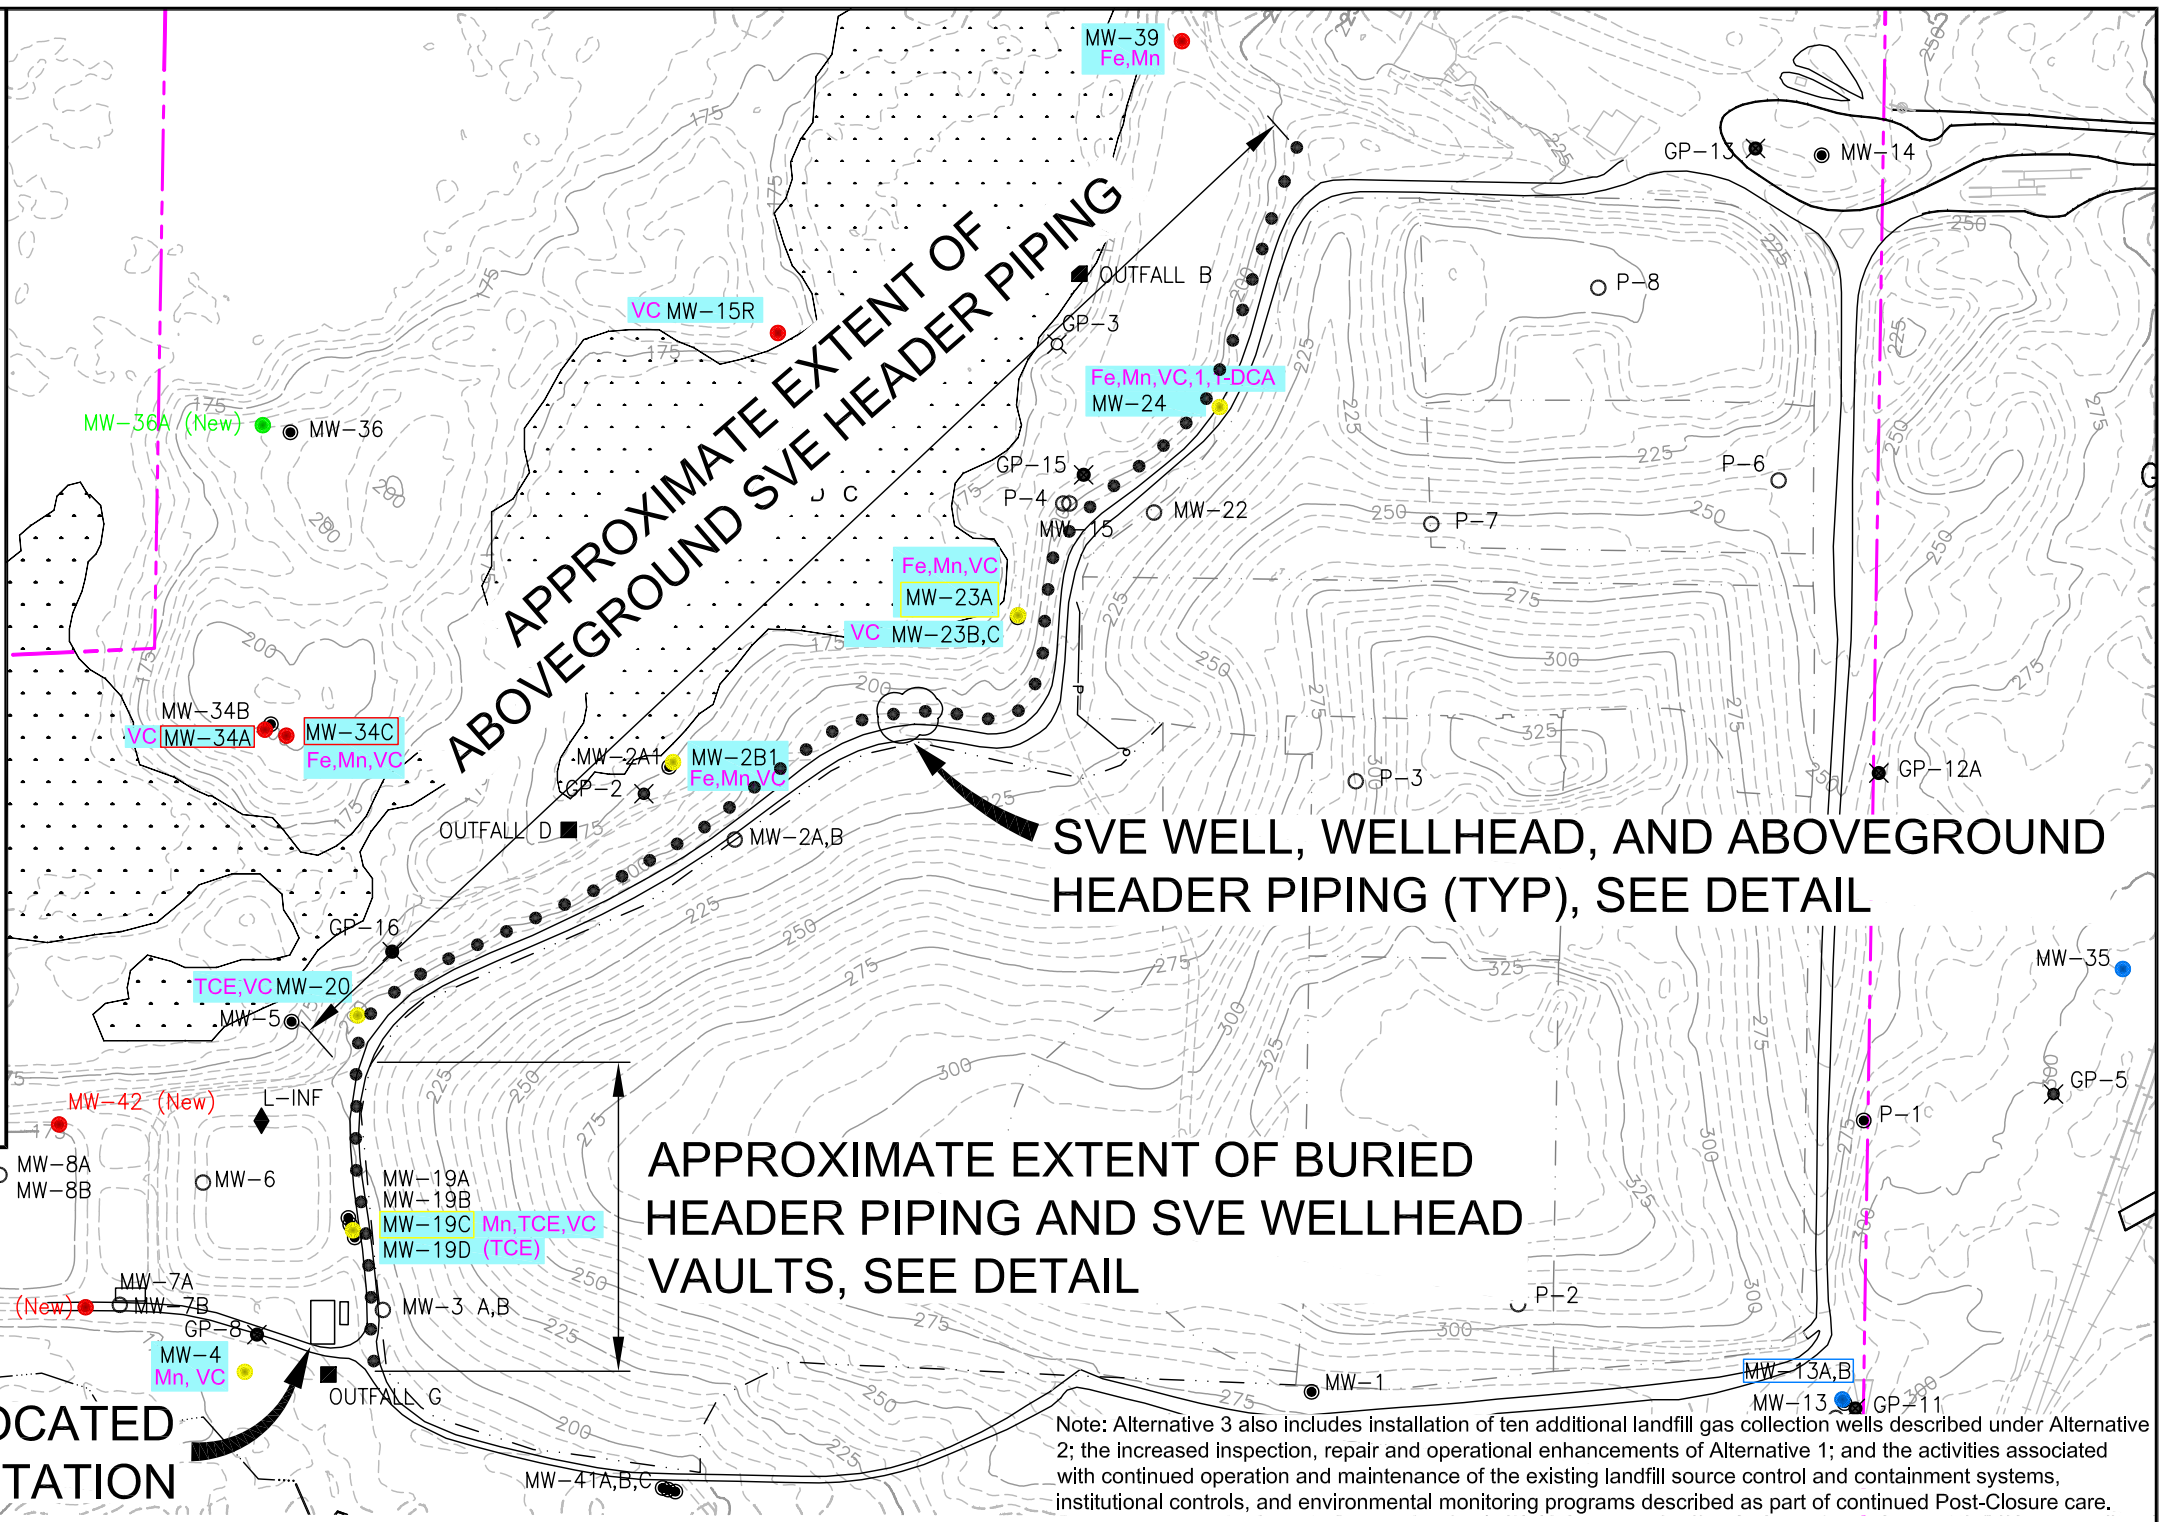 MW-39
Fe,Mn
GP-13
MW-14
250
175
225
OUTFALL B
P-8
GP-3
VC MW-15R
APPROXIMATE EXTENT OF
ABOVEGROUND SVE HEADER PIPING
Fe,Mn,VC,1,1-DCA
MW-24
MW-36A (New)
MW-36
GP-15
P-4
MW-15
MW-22
P-6
P-7
Fe,Mn,VC
MW-23A
VC MW-23B,C
275
200
300
325
MW-34B
VC MW-34A
MW-34C
Fe,Mn,VC
MW-2A1
MW-2B1
Fe,Mn,VC
GP-2
OUTFALL D
MW-2A,B
P-3
GP-12A
SVE WELL, WELLHEAD, AND ABOVEGROUND
HEADER PIPING (TYP), SEE DETAIL
GP-16
TCE,VC MW-20
MW-5
MW-35
GP-5
P-1
MW-42 (New)
L-INF
MW-8A
MW-8B
MW-6
MW-19A
MW-19B
MW-19C Mn,TCE,VC
MW-19D (TCE)
APPROXIMATE EXTENT OF BURIED
HEADER PIPING AND SVE WELLHEAD
VAULTS, SEE DETAIL
MW-7A
(New)
MW-7B
MW-3 A,B
GP-8
MW-4
Mn, VC
OUTFALL G
P-2
MW-1
MW-13A,B
MW-13
GP-11
OCATED
TATION
MW-41A,B,C
Note: Alternative 3 also includes installation of ten additional landfill gas collection wells described under Alternative
2; the increased inspection, repair and operational enhancements of Alternative 1; and the activities associated
with continued operation and maintenance of the existing landfill source control and containment systems,
institutional controls, and environmental monitoring programs described as part of continued Post-Closure care.